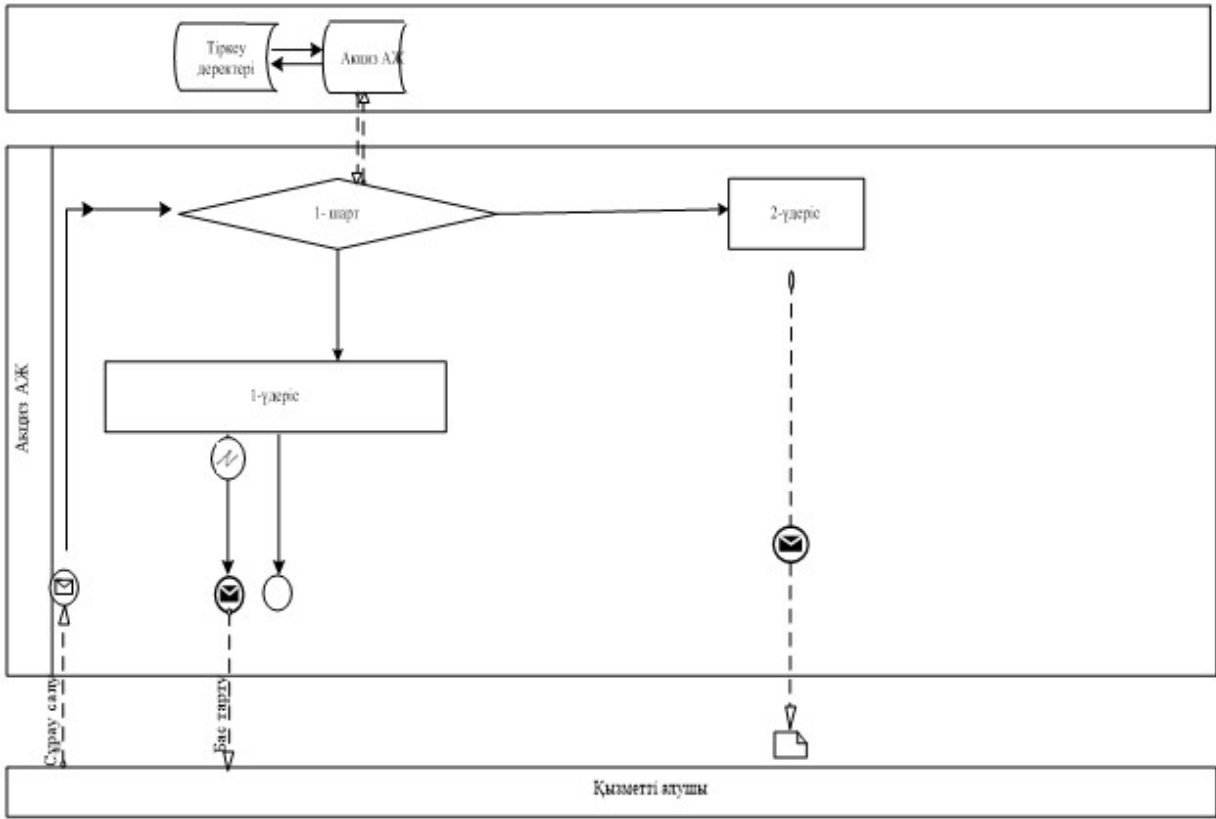 Тіркеу
деректері
Акциз АЖ
1- шарт
2-үдеріс
1-үдеріс
Акциз АЖ
Сұрау салу
Бас тарту
Қызметті алушы